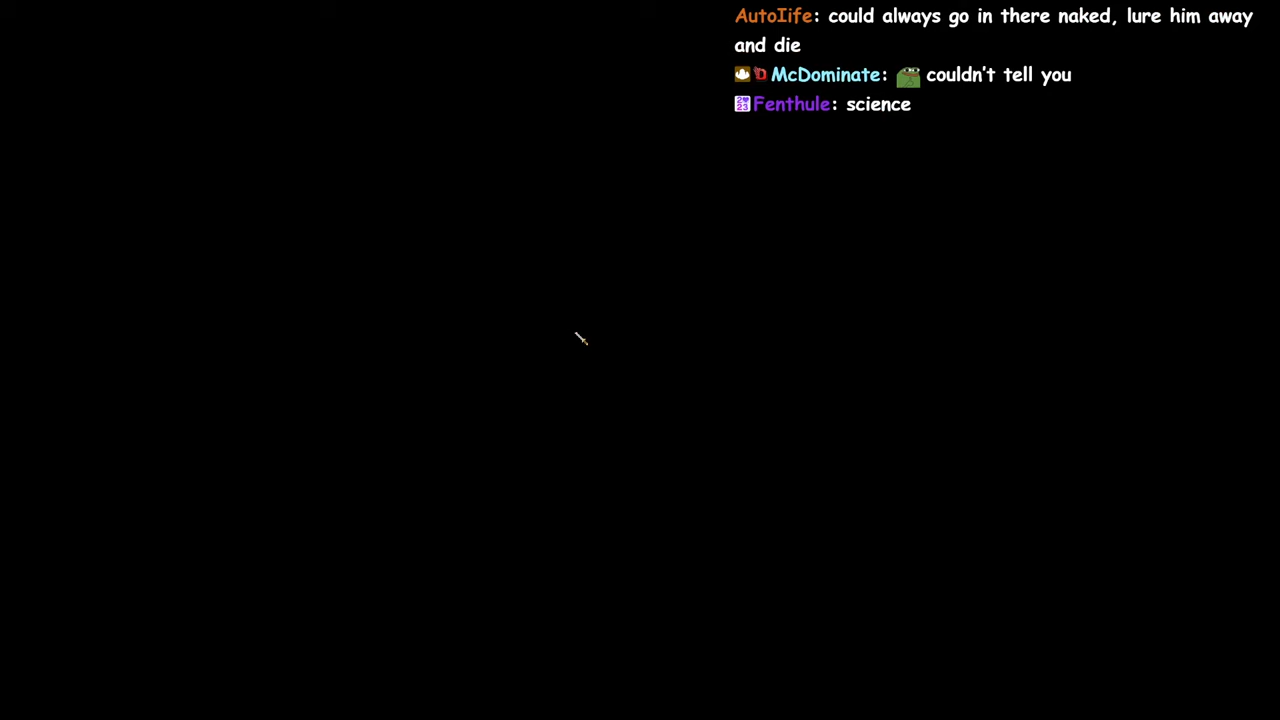 AutoIife: could always go in there naked, lure him away
and die
McDominate: couldn't tell you
Fenthule: science